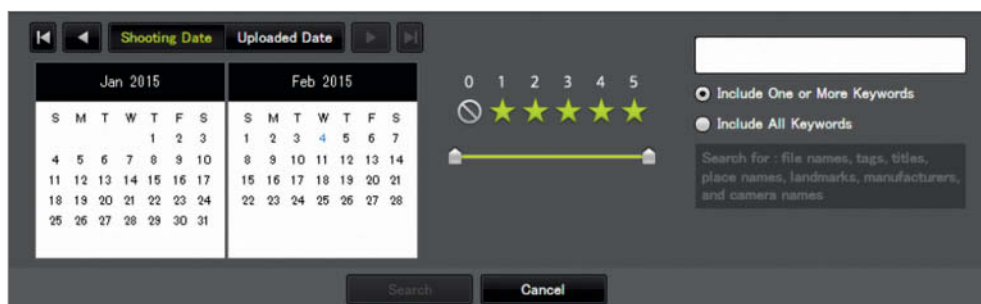 Shooting Date Uploaded Date
Jan 2015
S M T W T F S
1 2 3
4 5 6 7 8 9 10
11 12 13 14 15 16 17
18 19 20 21 22 23 24
25 26 27 28 29 30 31
Feb 2015
S M T W T F S
1 2 3 4 5 6 7
8 9 10 11 12 13 14
15 16 17 18 19 20 21
22 23 24 25 26 27 28
0 1 2 3 4 5
Include One or More Keywords
Include All Keywords
Search for : file names, tags, titles,
place names, landmarks, manufacturers,
and camera names
Search Cancel